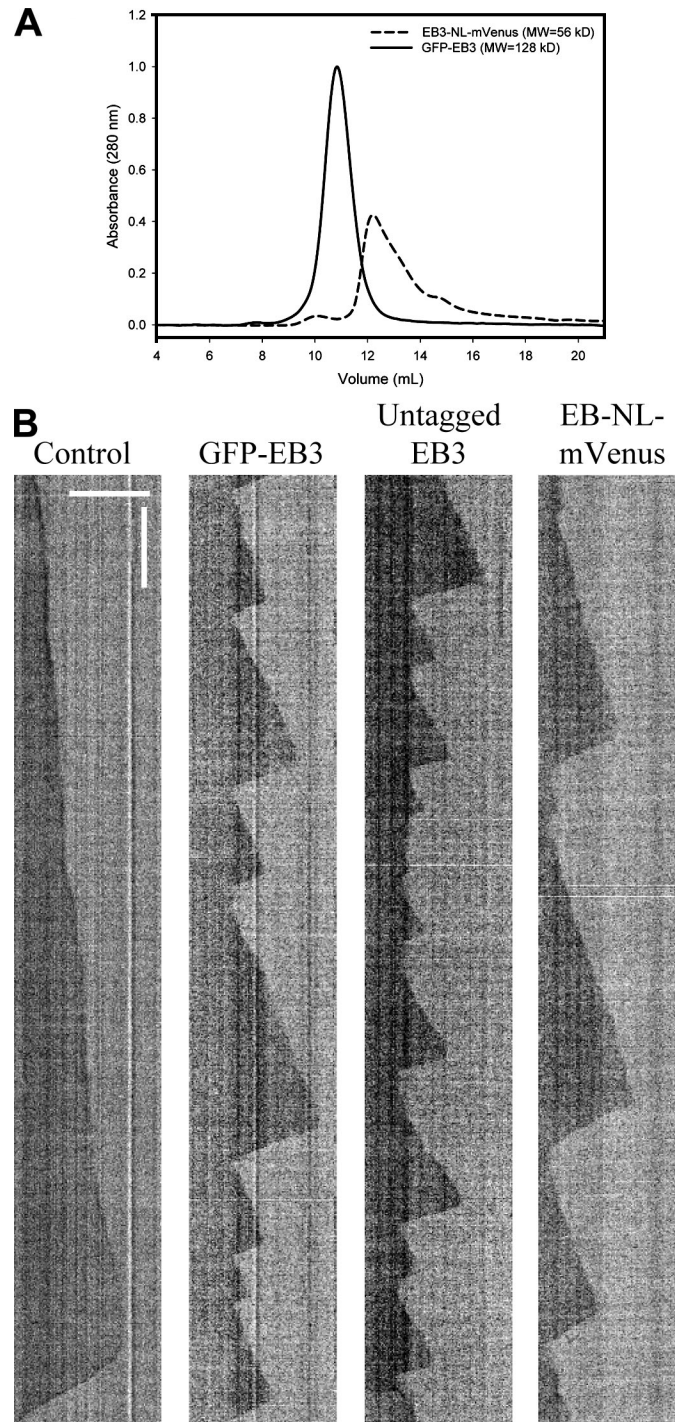 A
EB3-NL-mVenus (MW=56 kD)
GFP-EB3 (MW=128 kD)
1.2
1.0
0.8
0.6
0.4
0.2
0.0
Absorbance (280 nm)
4 6 8 10 12 14 16 18 20
Volume (mL)
B
Control
GFP-EB3
Untagged
EB3
EB-NL-
mVenus